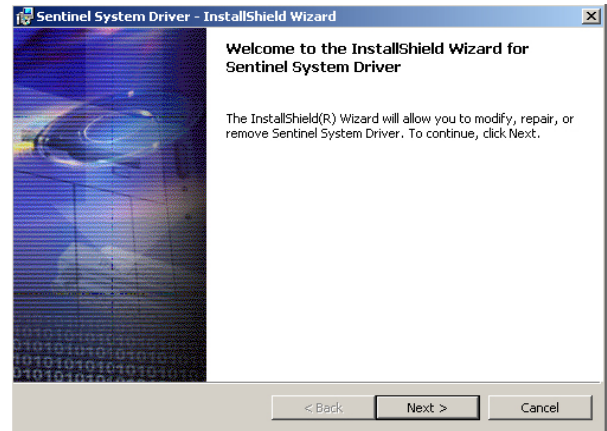 Sentinel System Driver - InstallShield Wizard
Welcome to the InstallShield Wizard for
Sentinel System Driver
The InstallShield(R) Wizard will allow you to modify, repair, or
remove Sentinel System Driver. To continue, click Next.
< Back
Next >
Cancel